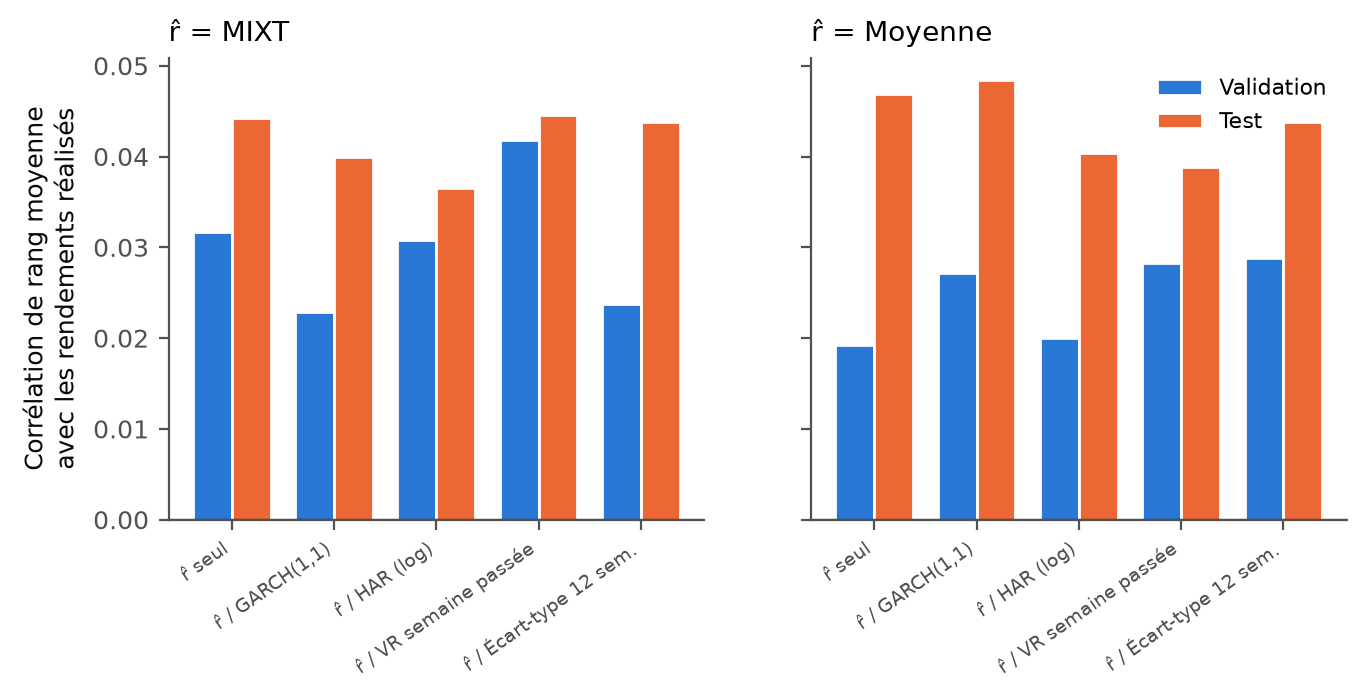 r̂ = MIXT
r̂ = Moyenne
Corrélation de rang moyenne
avec les rendements réalisés
0.05
0.04
0.03
0.02
0.01
0.00
Validation
Test
r̂ seul
r̂ / GARCH(1,1)
r̂ / HAR (log)
r̂ / VR semaine passée
r̂ / Écart-type 12 sem.
r̂ seul
r̂ / GARCH(1,1)
r̂ / HAR (log)
r̂ / VR semaine passée
r̂ / Écart-type 12 sem.